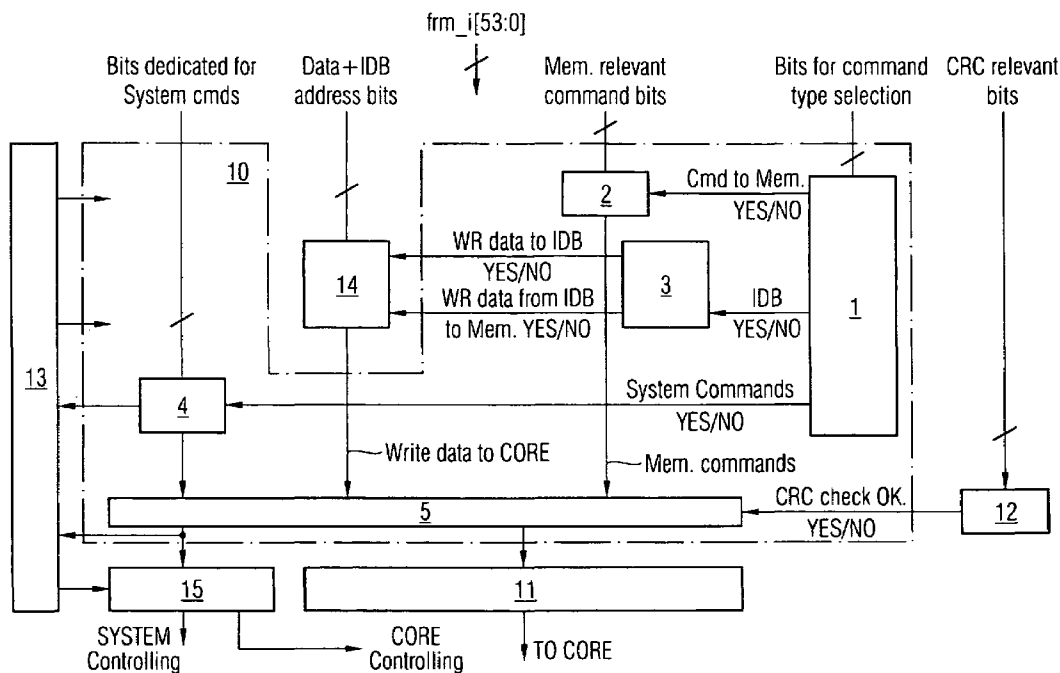 frm_i[53:0]
Bits dedicated for
System cmds
Data+IDB
address bits
Mem. relevant
command bits
Bits for command
type selection
CRC relevant
bits
10
2
Cmd to Mem.
YES/NO
WR data to IDB
YES/NO
14
3
WR data from IDB
to Mem. YES/NO
IDB
YES/NO
1
13
4
System Commands
YES/NO
Write data to CORE
Mem. commands
5
CRC check OK.
YES/NO
12
15
11
SYSTEM
Controlling
CORE
Controlling
TO CORE